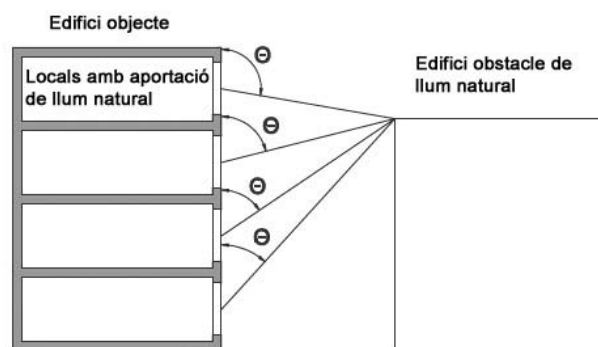 Edifici objecte
Locals amb aportació
de llum natural
Edifici obstacle de
llum natural
Θ
Θ
Θ
Θ